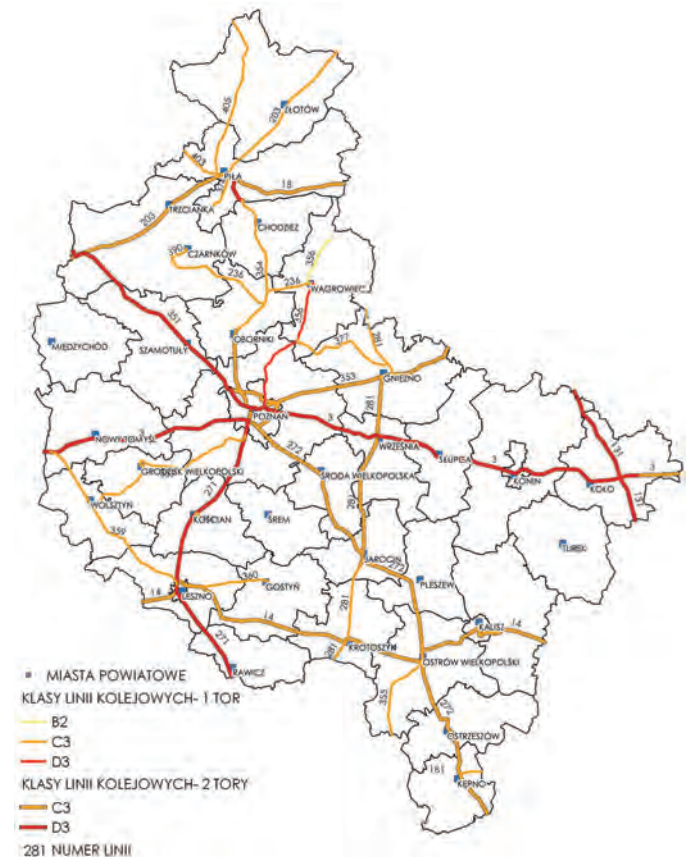 405
203
ZŁOTÓW
403
PIŁA
18
TRZCIANKA
203
CHODZIEŻ
390
CZARNKÓW
354
356
236
236
WĄGROWIEC
351
356
OBORNIKI
377
281
MIĘDZYCHÓD
SZAMOTUŁY
353
GNIEZNO
POZNAŃ
281
131
3
3
NOWY TOMYŚL
272
WRZEŚNIA
SŁUPCA
3
3
GRODZISK WIELKOPOLSKI
ŚRODA WIELKOPOLSKA
KONIN
KOŁO
131
271
WOLSZTYN
281
KOŚCIAN
ŚREM
359
TUREK
JAROCIN
272
360
PLESZEW
GOSTYŃ
LESZNO
14
281
14
KALISZ
14
271
KROTOSZYN
281
OSTRÓW WIELKOPOLSKI
RAWICZ
355
272
OSTRZESZÓW
181
KĘPNO
MIASTA POWIATOWE
KLASY LINII KOLEJOWYCH- 1 TOR
B2
C3
D3
KLASY LINII KOLEJOWYCH- 2 TORY
C3
D3
281 NUMER LINII